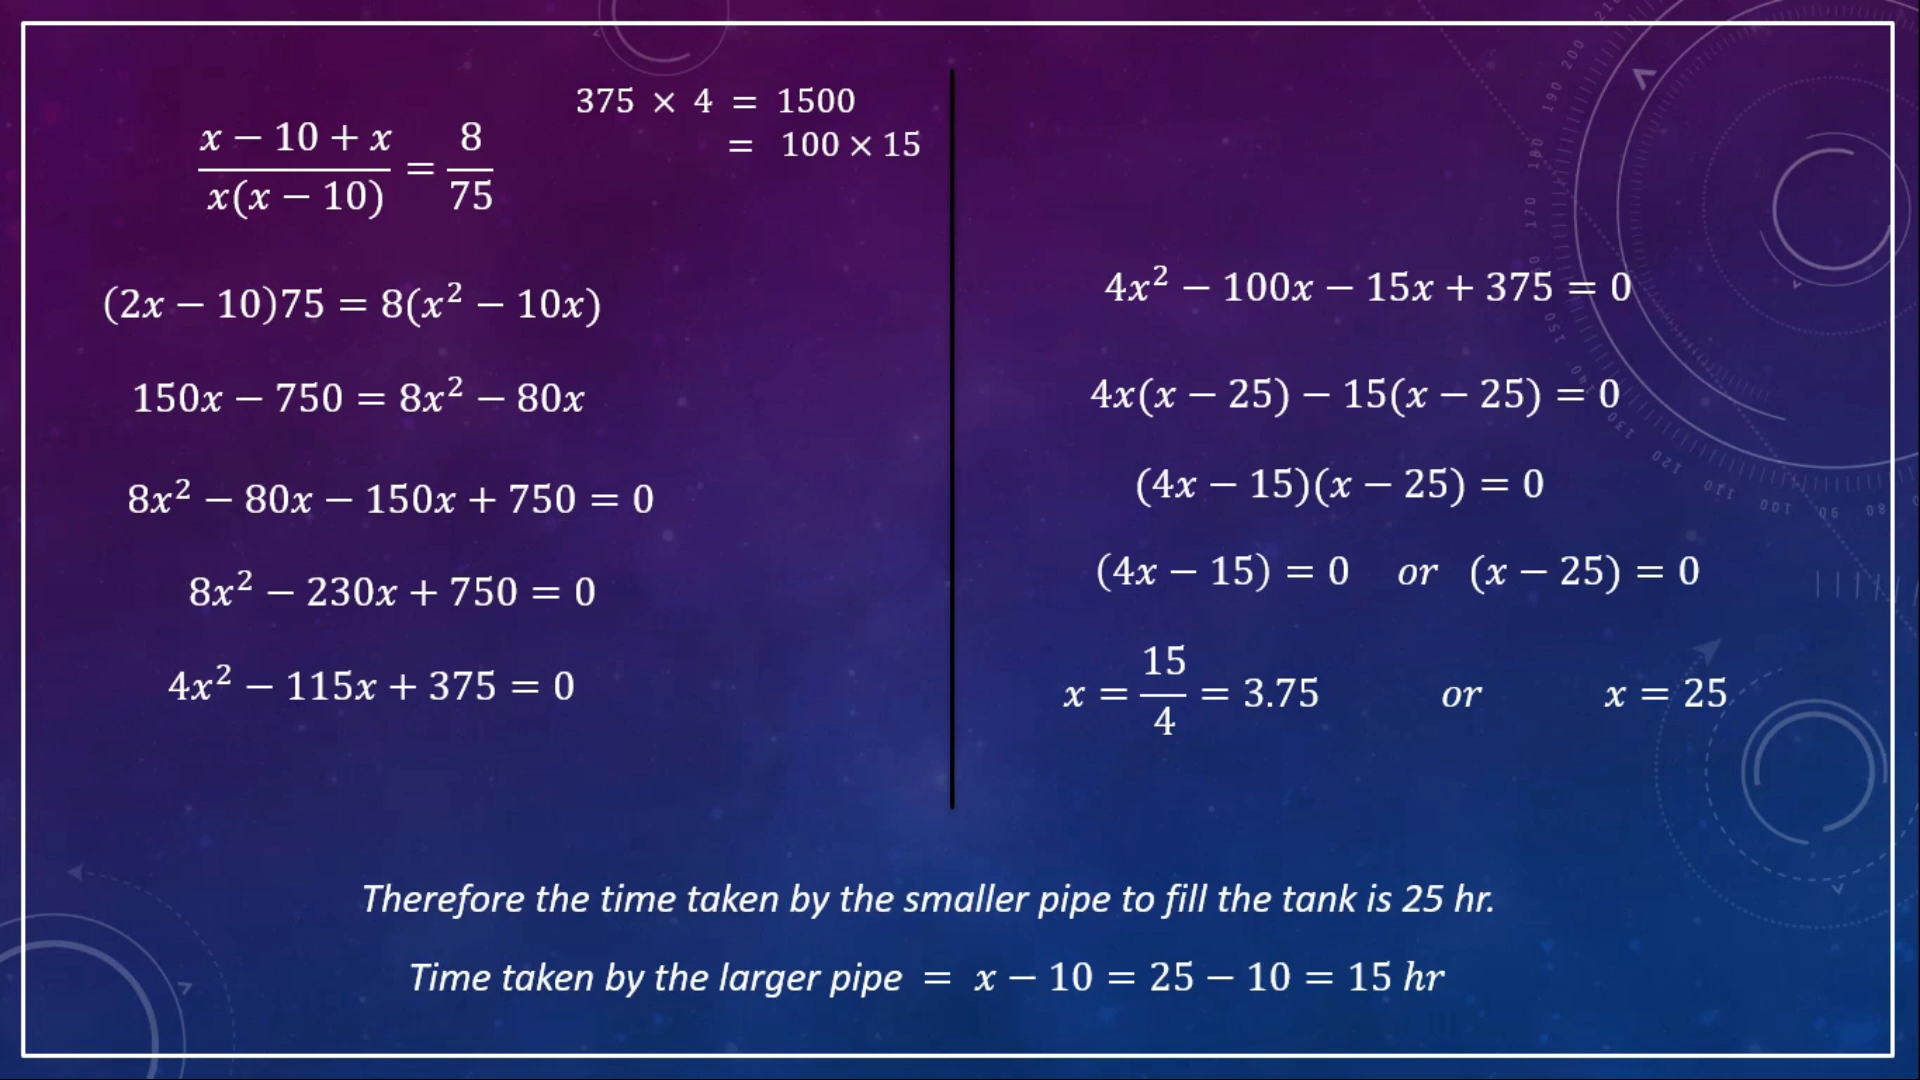 375 × 4 = 1500
= 100 × 15
(x − 10 + x)/(x(x − 10)) = 8/75
(2x − 10)75 = 8(x² − 10x)
150x − 750 = 8x² − 80x
8x² − 80x − 150x + 750 = 0
8x² − 230x + 750 = 0
4x² − 115x + 375 = 0
4x² − 100x − 15x + 375 = 0
4x(x − 25) − 15(x − 25) = 0
(4x − 15)(x − 25) = 0
(4x − 15) = 0 or (x − 25) = 0
x = 15/4 = 3.75 or x = 25
Therefore the time taken by the smaller pipe to fill the tank is 25 hr.
Time taken by the larger pipe = x − 10 = 25 − 10 = 15 hr